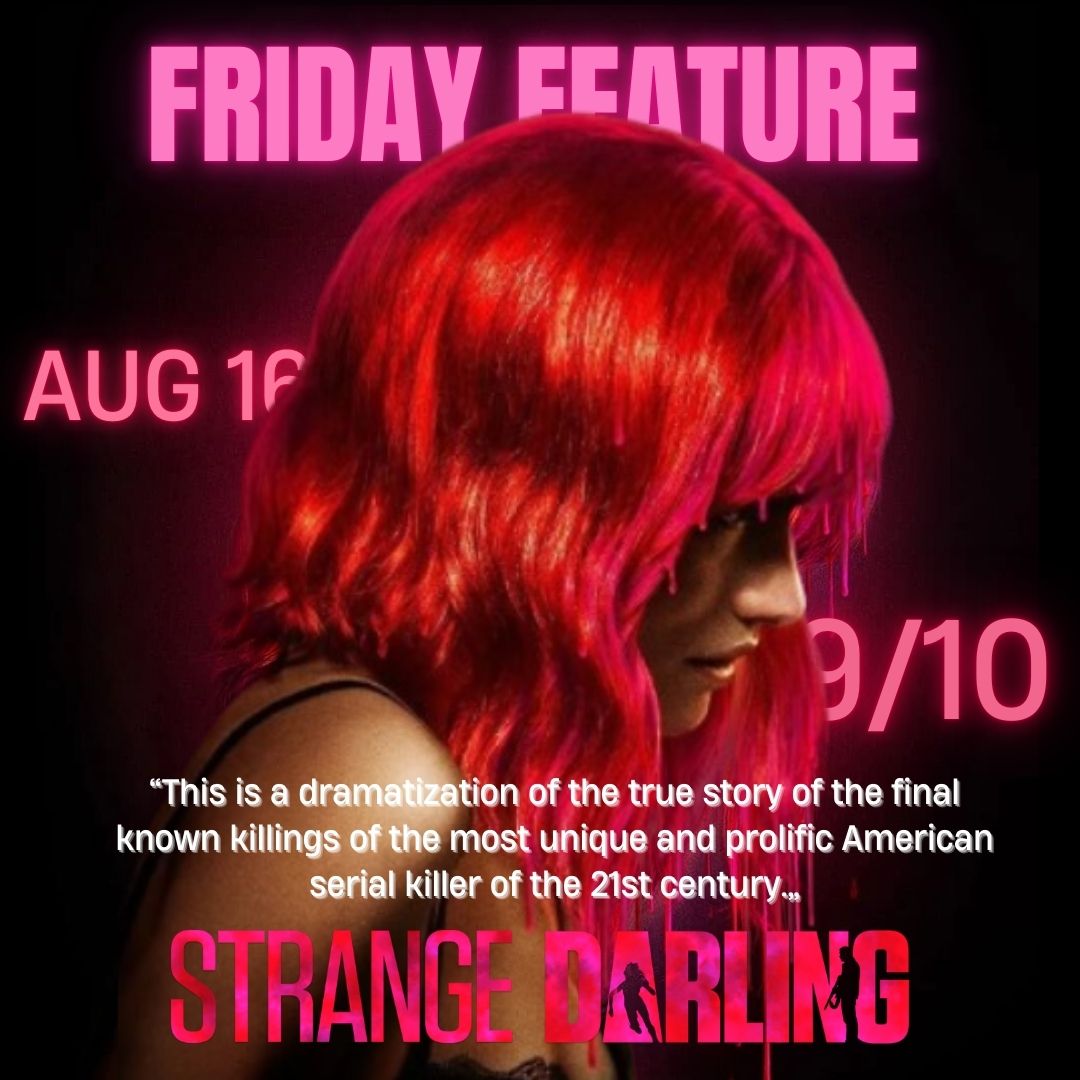 FRIDAY FEATURE
AUG 16
9/10
“This is a dramatization of the true story of the final
known killings of the most unique and prolific American
serial killer of the 21st century.„
STRANGE DARLING